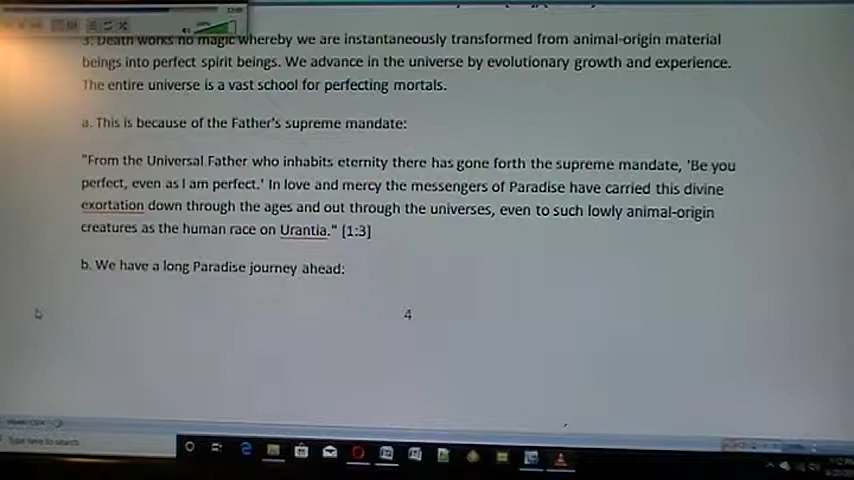 3. Death works no magic whereby we are instantaneously transformed from animal-origin material
beings into perfect spirit beings. We advance in the universe by evolutionary growth and experience.
The entire universe is a vast school for perfecting mortals.
a. This is because of the Father's supreme mandate:
"From the Universal Father who inhabits eternity there has gone forth the supreme mandate, 'Be you
perfect, even as I am perfect.' In love and mercy the messengers of Paradise have carried this divine
exortation down through the ages and out through the universes, even to such lowly animal-origin
creatures as the human race on Urantia." [1:3]
b. We have a long Paradise journey ahead:
4
Type here to search